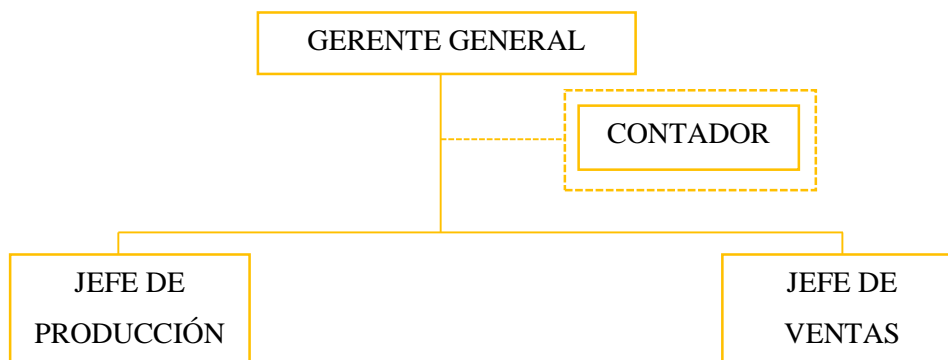 GERENTE GENERAL
CONTADOR
JEFE DE
PRODUCCIÓN
JEFE DE
VENTAS